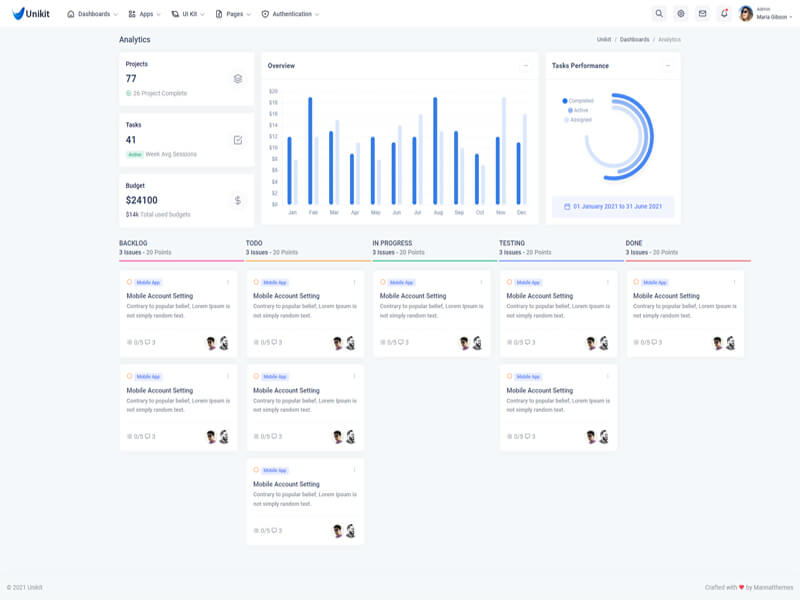 Unikit
Dashboards
Apps
UI Kit
Pages
Authentication
Admin
Maria Gibson
Analytics
Unikit / Dashboards / Analytics
Projects
77
26 Project Complete
Tasks
41
Active Week Avg.Sessions
Budget
$24100
$14k Total used budgets
Overview
$20
$18
$16
$14
$12
$10
$8
$6
$4
$2
$0
Jan
Feb
Mar
Apr
May
Jun
Jul
Aug
Sep
Oct
Nov
Dec
Tasks Performance
Completed
Active
Assigned
01 January 2021 to 31 June 2021
BACKLOG
3 Issues - 20 Points
TODO
3 Issues - 20 Points
IN PROGRESS
3 Issues - 20 Points
TESTING
3 Issues - 20 Points
DONE
3 Issues - 20 Points
Mobile App
Mobile Account Setting
Contrary to popular belief, Lorem Ipsum is
not simply random text.
0/5 3
Mobile App
Mobile Account Setting
Contrary to popular belief, Lorem Ipsum is
not simply random text.
0/5 3
Mobile App
Mobile Account Setting
Contrary to popular belief, Lorem Ipsum is
not simply random text.
0/5 3
Mobile App
Mobile Account Setting
Contrary to popular belief, Lorem Ipsum is
not simply random text.
0/5 3
Mobile App
Mobile Account Setting
Contrary to popular belief, Lorem Ipsum is
not simply random text.
0/5 3
Mobile App
Mobile Account Setting
Contrary to popular belief, Lorem Ipsum is
not simply random text.
0/5 3
Mobile App
Mobile Account Setting
Contrary to popular belief, Lorem Ipsum is
not simply random text.
0/5 3
Mobile App
Mobile Account Setting
Contrary to popular belief, Lorem Ipsum is
not simply random text.
0/5 3
Mobile App
Mobile Account Setting
Contrary to popular belief, Lorem Ipsum is
not simply random text.
0/5 3
© 2021 Unikit
Crafted with ♥ by Mannatthemes